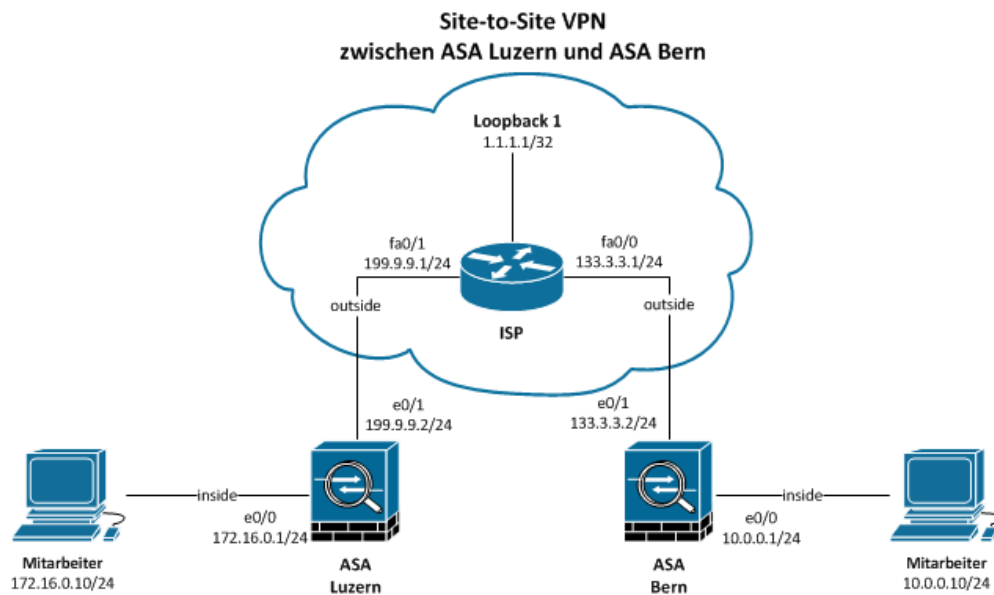 Site-to-Site VPN
zwischen ASA Luzern und ASA Bern
Loopback 1
1.1.1.1/32
fa0/1
199.9.9.1/24
fa0/0
133.3.3.1/24
outside
outside
ISP
e0/1
199.9.9.2/24
e0/1
133.3.3.2/24
inside
inside
e0/0
172.16.0.1/24
e0/0
10.0.0.1/24
Mitarbeiter
172.16.0.10/24
ASA
Luzern
ASA
Bern
Mitarbeiter
10.0.0.10/24